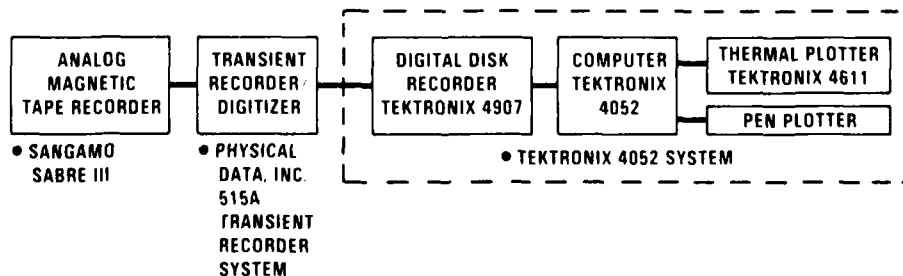 ANALOG
MAGNETIC
TAPE RECORDER
• SANGAMO
SABRE III
TRANSIENT
RECORDER/
DIGITIZER
• PHYSICAL
DATA, INC.
515A
TRANSIENT
RECORDER
SYSTEM
DIGITAL DISK
RECORDER
TEKTRONIX 4907
COMPUTER
TEKTRONIX
4052
THERMAL PLOTTER
TEKTRONIX 4611
PEN PLOTTER
• TEKTRONIX 4052 SYSTEM